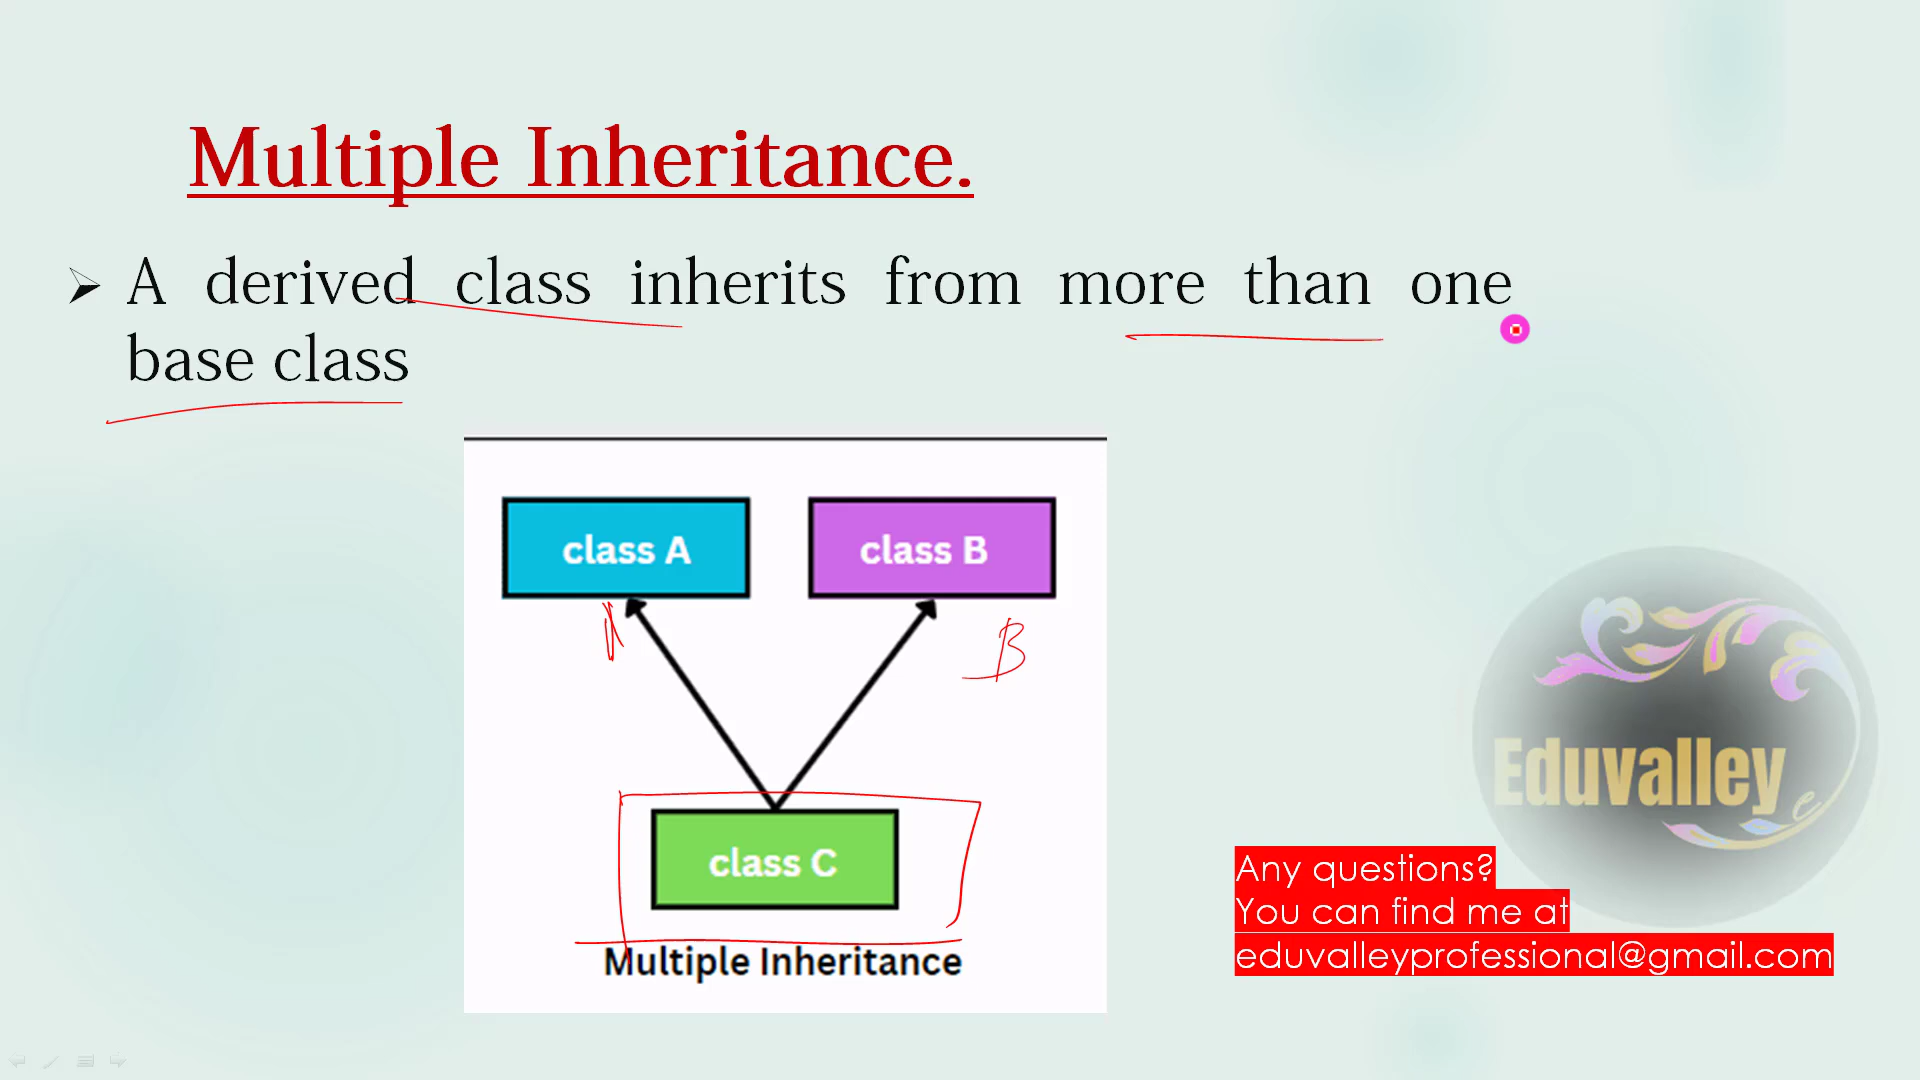 Multiple Inheritance.
A derived class inherits from more than one
base class
class A
class B
A
B
class C
Multiple Inheritance
Eduvalley
e
Any questions?
You can find me at
eduvalleyprofessional@gmail.com